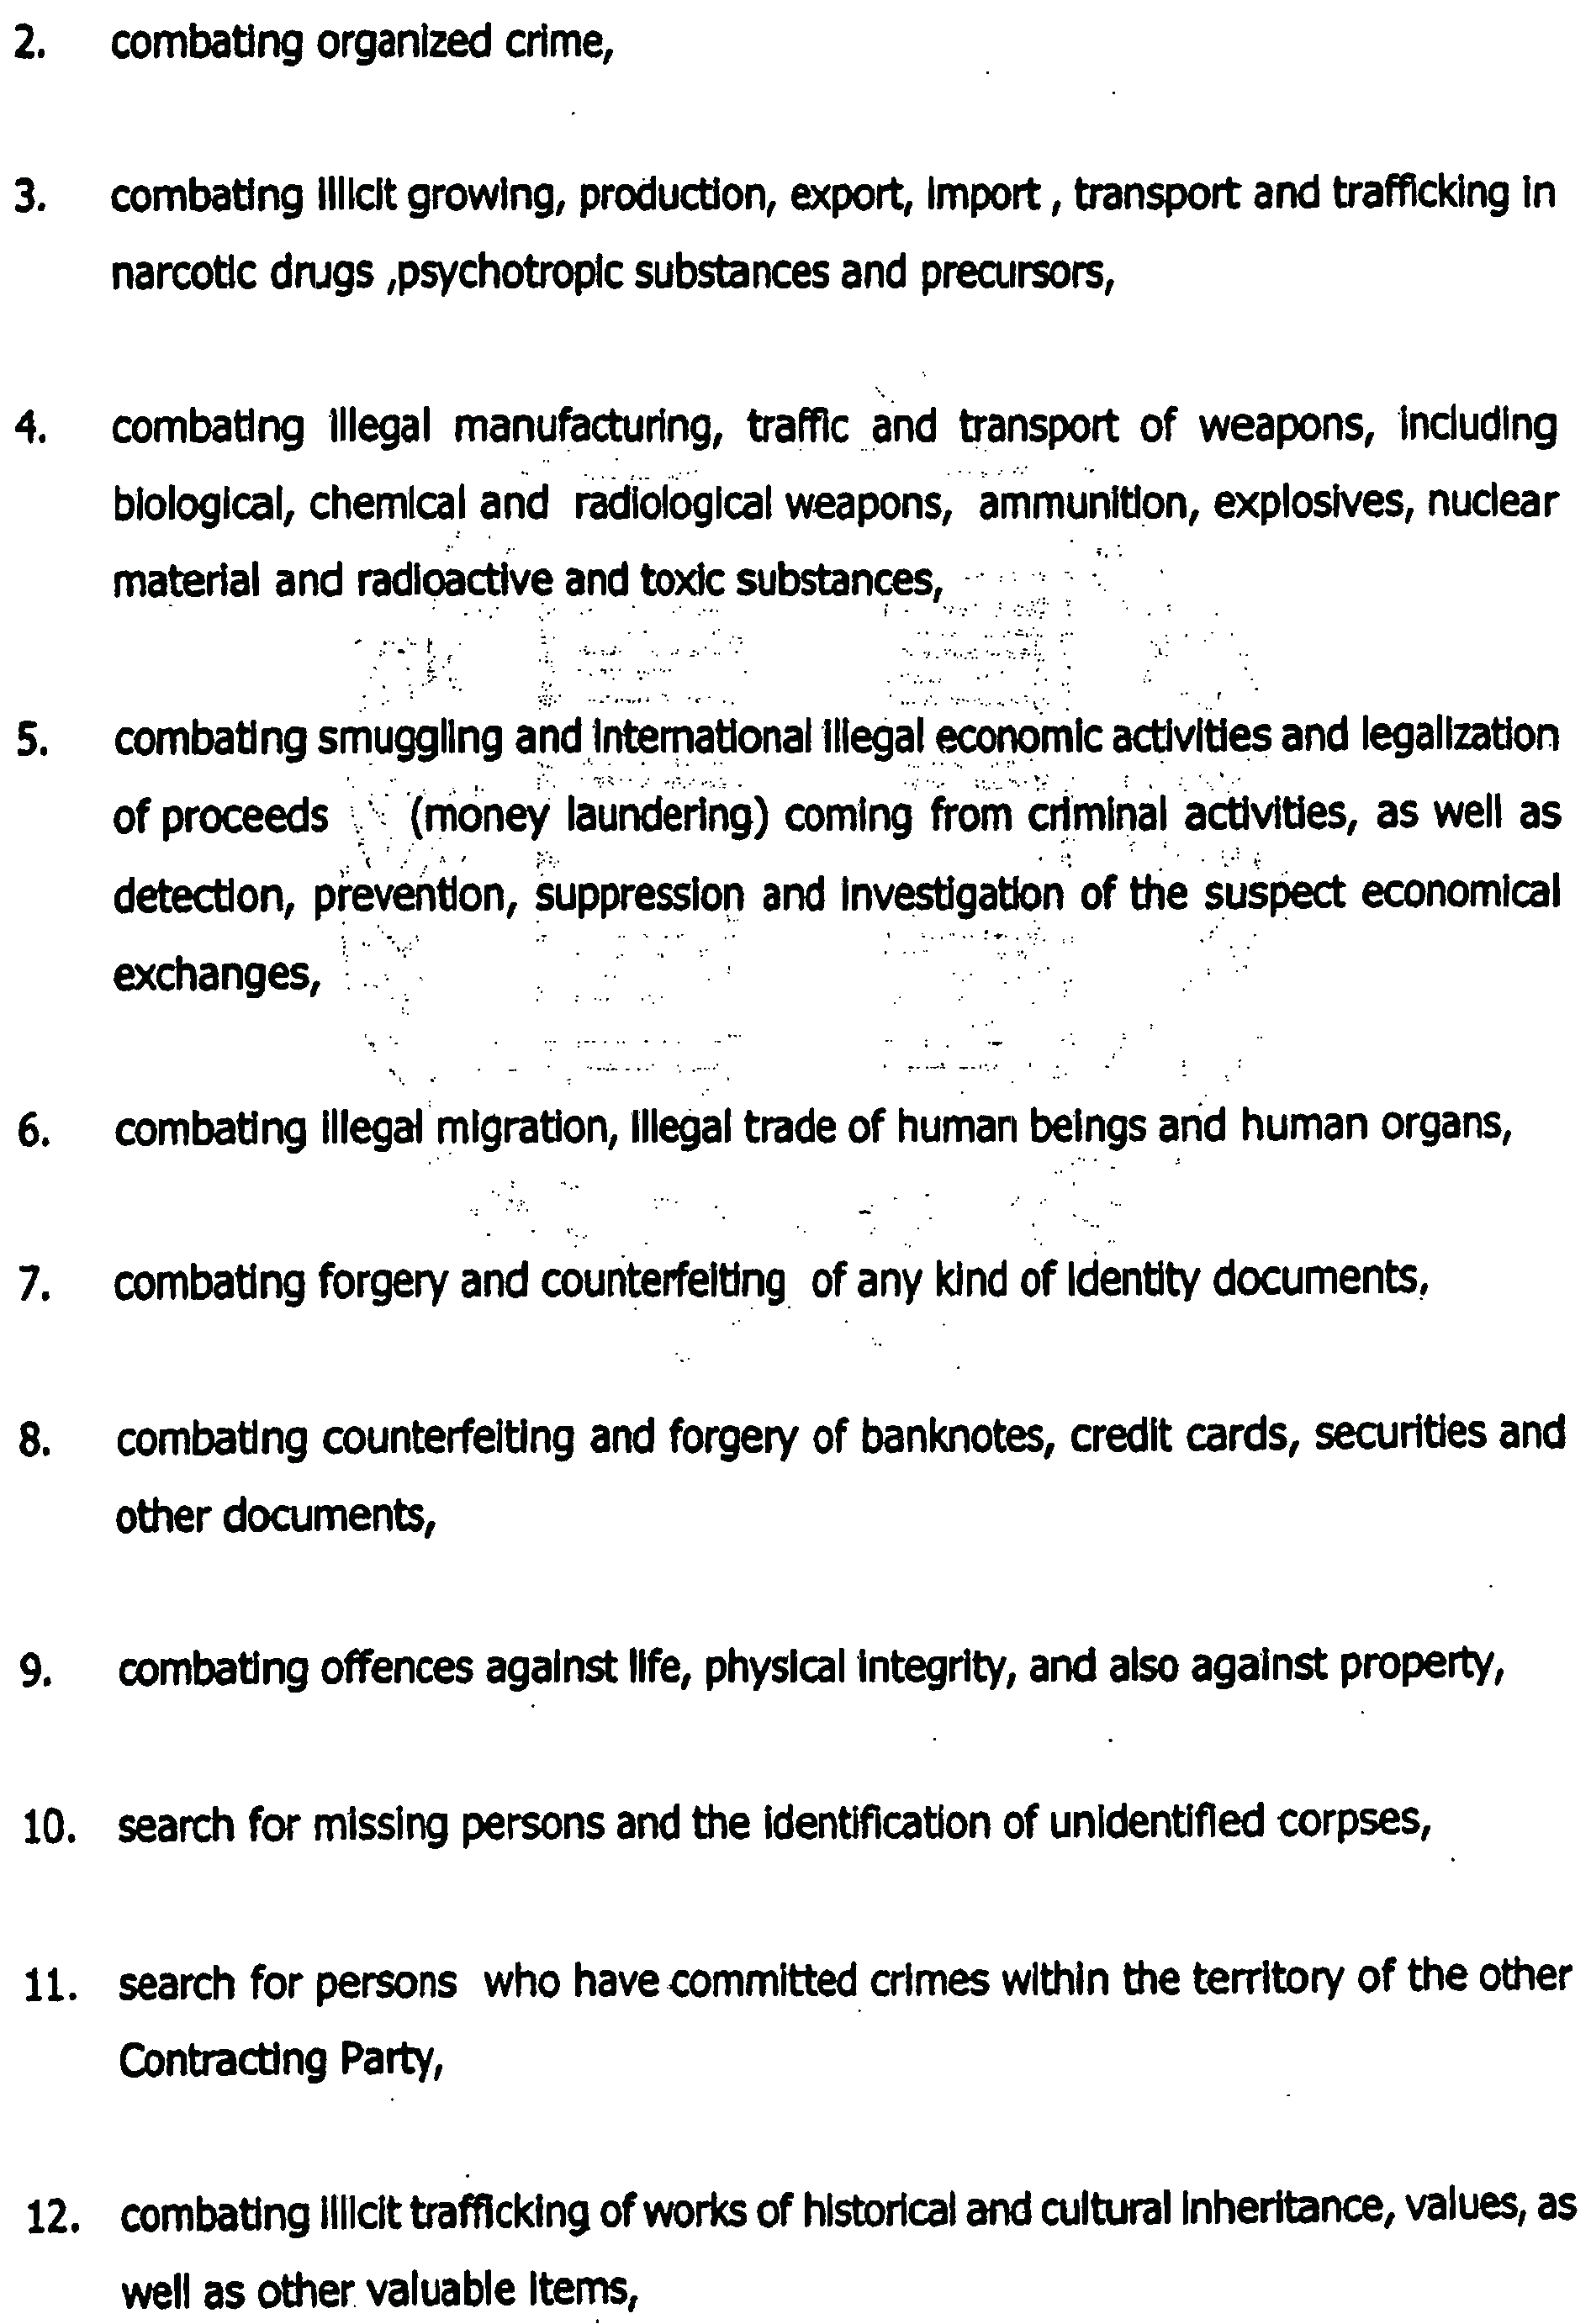 2. combating organized crime,
3. combating illicit growing, production, export, import , transport and trafficking in
narcotic drugs ,psychotropic substances and precursors,
4. combating illegal manufacturing, traffic and transport of weapons, including
biological, chemical and radiological weapons, ammunition, explosives, nuclear
material and radioactive and toxic substances,
5. combating smuggling and international illegal economic activities and legalization
of proceeds (money laundering) coming from criminal activities, as well as
detection, prevention, suppression and investigation of the suspect economical
exchanges,
6. combating illegal migration, illegal trade of human beings and human organs,
7. combating forgery and counterfeiting of any kind of identity documents,
8. combating counterfeiting and forgery of banknotes, credit cards, securities and
other documents,
9. combating offences against life, physical integrity, and also against property,
10. search for missing persons and the identification of unidentified corpses,
11. search for persons who have committed crimes within the territory of the other
Contracting Party,
12. combating illicit trafficking of works of historical and cultural inheritance, values, as
well as other valuable items,